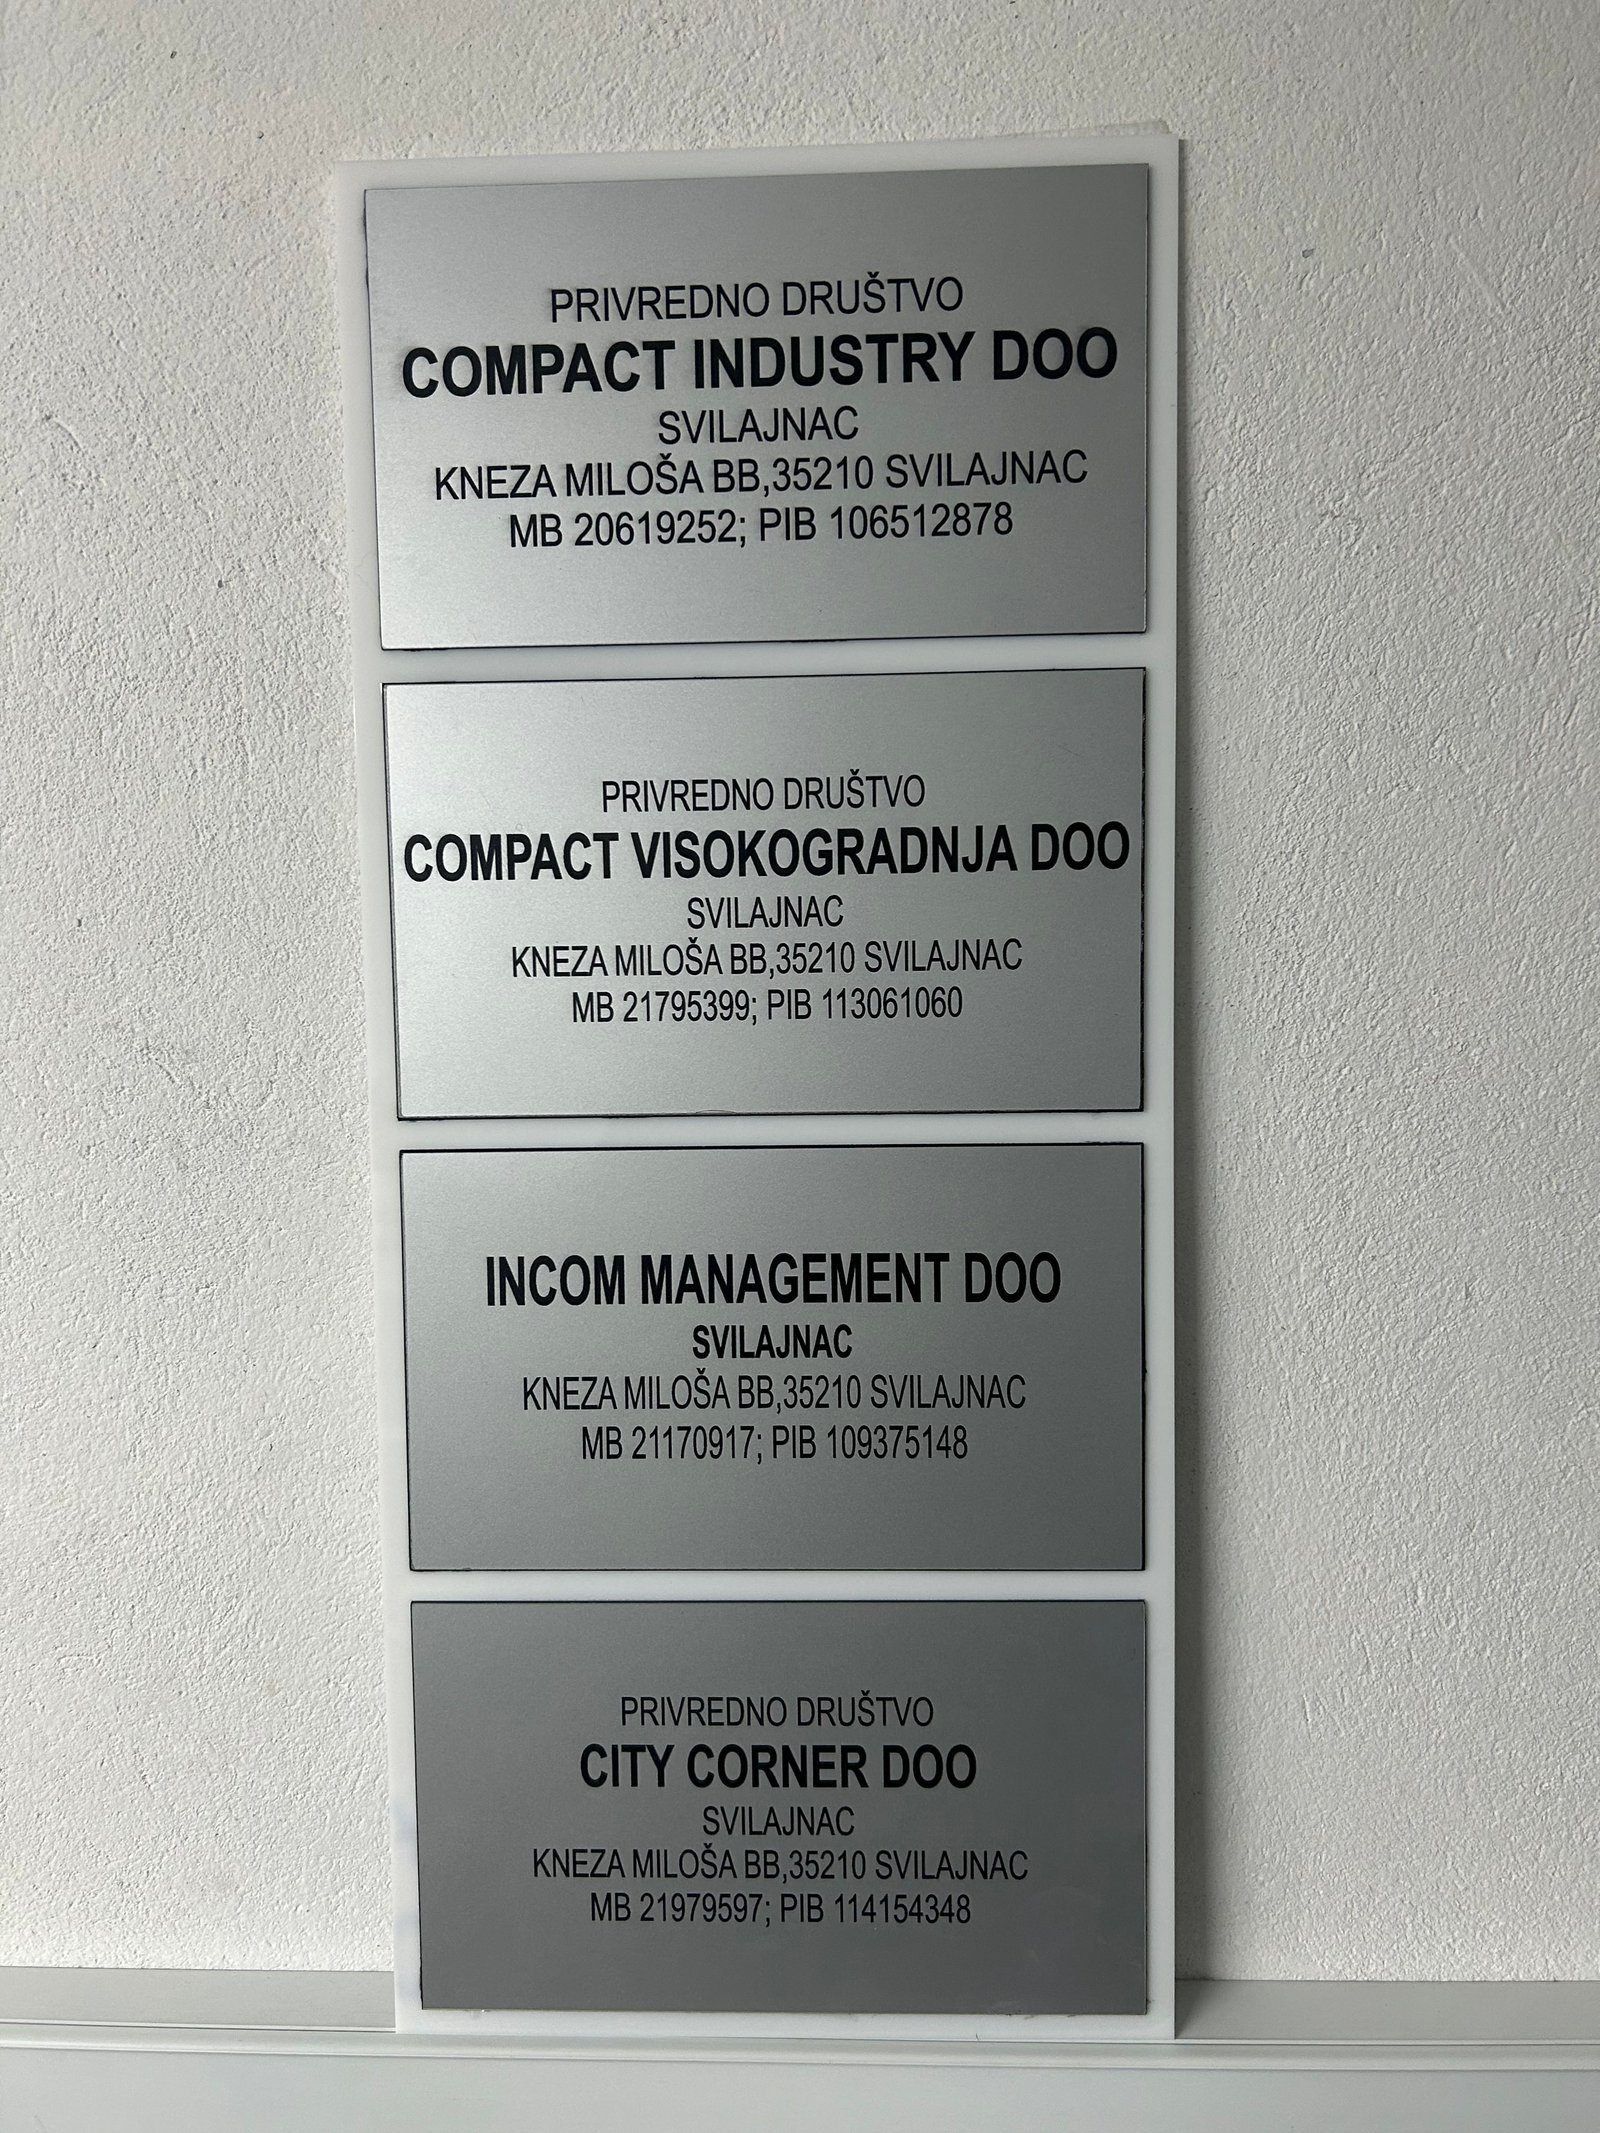 PRIVREDNO DRUŠTVO
COMPACT INDUSTRY DOO
SVILAJNAC
KNEZA MILOŠA BB,35210 SVILAJNAC
MB 20619252; PIB 106512878
PRIVREDNO DRUŠTVO
COMPACT VISOKOGRADNJA DOO
SVILAJNAC
KNEZA MILOŠA BB,35210 SVILAJNAC
MB 21795399; PIB 113061060
INCOM MANAGEMENT DOO
SVILAJNAC
KNEZA MILOŠA BB,35210 SVILAJNAC
MB 21170917; PIB 109375148
PRIVREDNO DRUŠTVO
CITY CORNER DOO
SVILAJNAC
KNEZA MILOŠA BB,35210 SVILAJNAC
MB 21979597; PIB 114154348